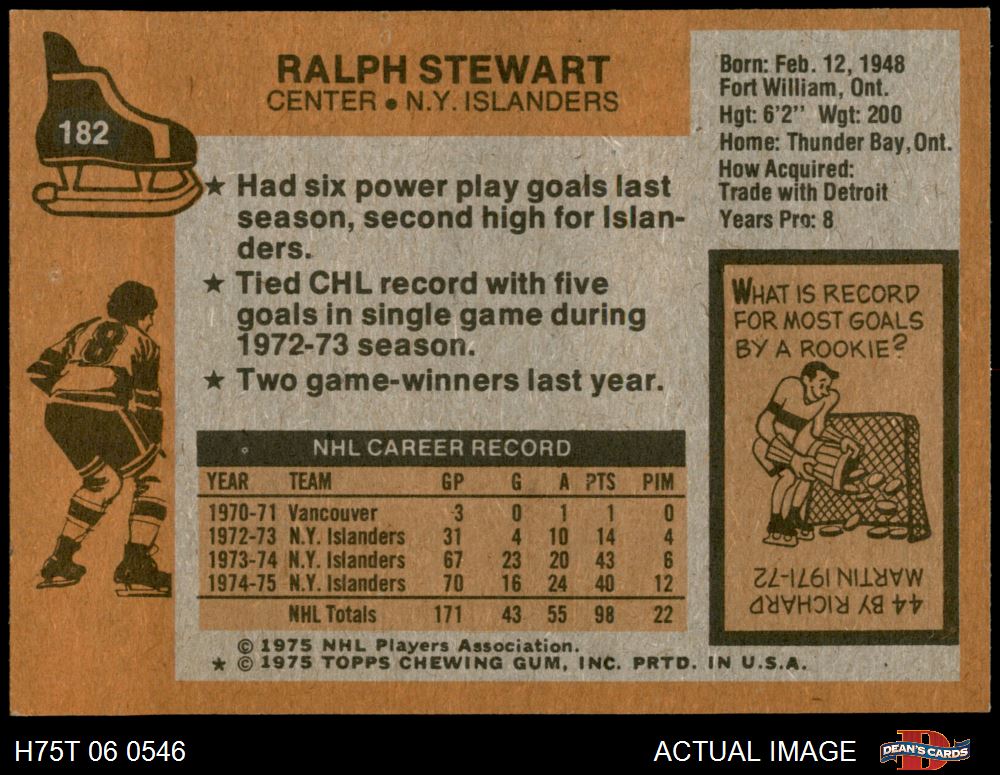 182
RALPH STEWART
CENTER • N.Y. ISLANDERS
★ Had six power play goals last
season, second high for Islan-
ders.
★ Tied CHL record with five
goals in single game during
1972-73 season.
★ Two game-winners last year.
Born: Feb. 12, 1948
Fort William, Ont.
Hgt: 6'2" Wgt: 200
Home: Thunder Bay, Ont.
How Acquired:
Trade with Detroit
Years Pro: 8
8
WHAT IS RECORD
FOR MOST GOALS
BY A ROOKIE?
44 BY RICHARD
MARTIN 1971-72
NHL CAREER RECORD
YEAR TEAM GP G A PTS PIM
1970-71 Vancouver 3 0 1 1 0
1972-73 N.Y. Islanders 31 4 10 14 4
1973-74 N.Y. Islanders 67 23 20 43 6
1974-75 N.Y. Islanders 70 16 24 40 12
NHL Totals 171 43 55 98 22
© 1975 NHL Players Association.
★ © 1975 TOPPS CHEWING GUM, INC. PRTD. IN U.S.A.
H75T 06 0546
ACTUAL IMAGE
D
DEAN'S CARDS